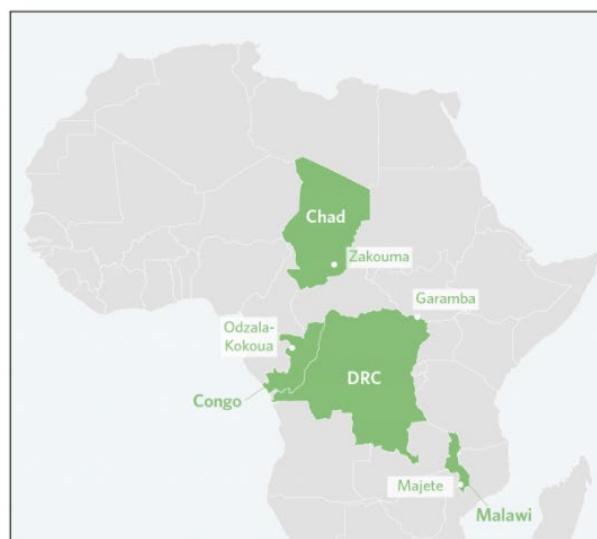 Chad
Zakouma
Garamba
Odzala-
Kokoua
DRC
Congo
Majete
Malawi